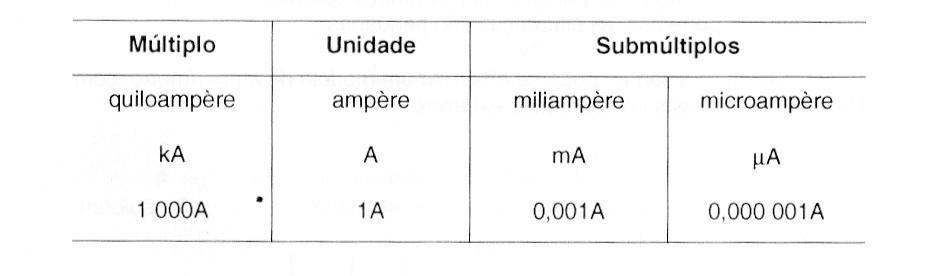 Múltiplo Unidade Submúltiplos
quiloampère ampère miliampère microampère
kA A mA µA
1 000A 1A 0,001A 0,000 001A